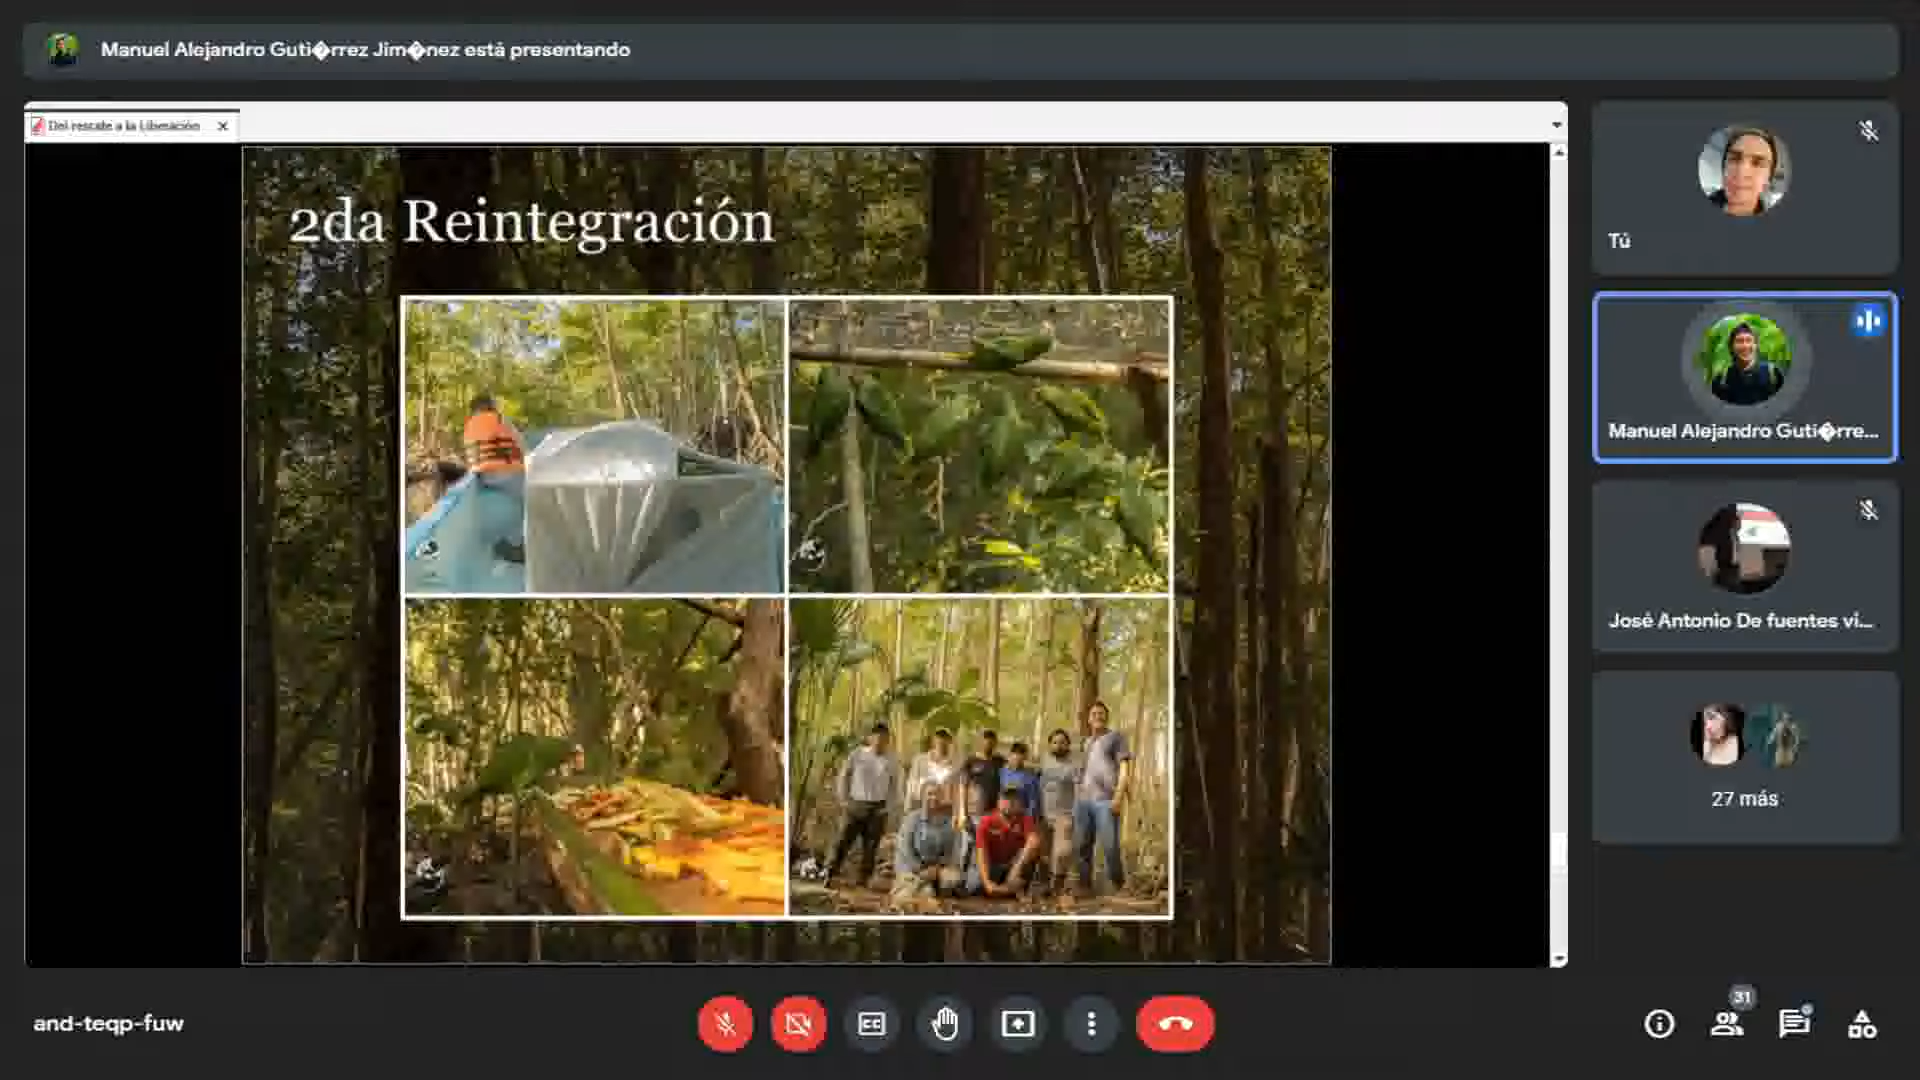 Manuel Alejandro Guti�rrez Jim�nez está presentando
Del rescate a la Liberación
2da Reintegración
Tú
Manuel Alejandro Guti�rre...
José Antonio De fuentes vi...
27 más
and-teqp-fuw
CC
31